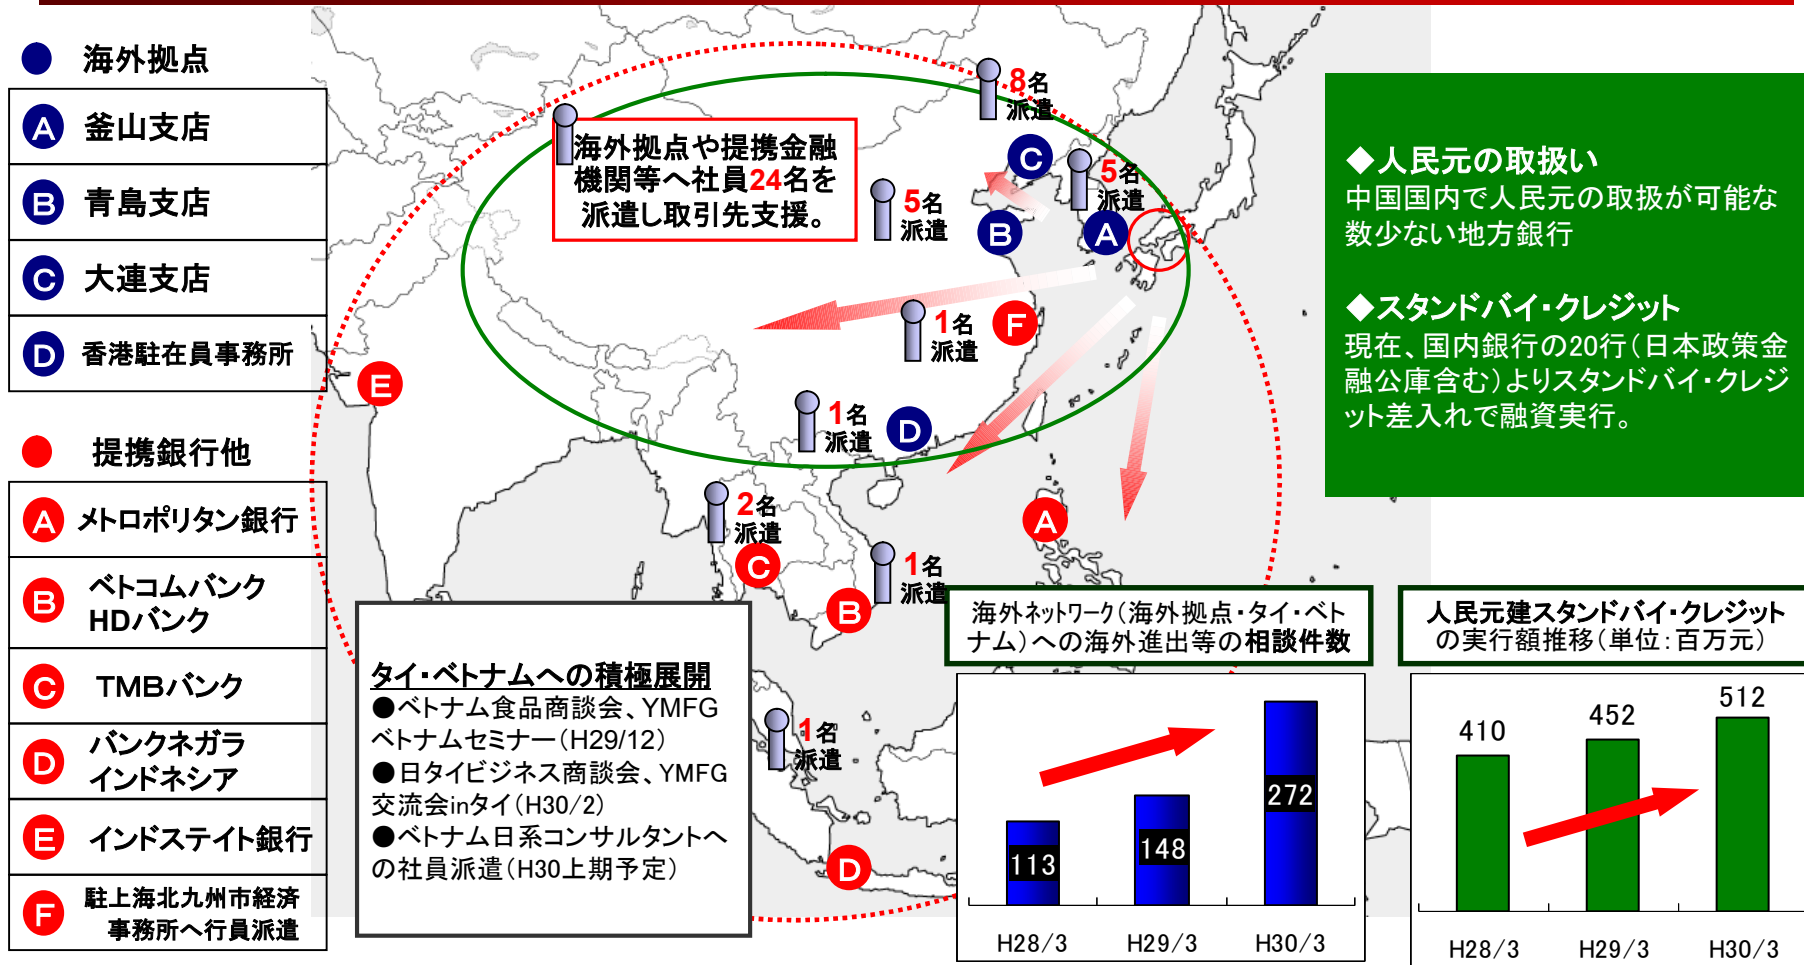 海外拠点
A 釜山支店
B 青島支店
C 大連支店
D 香港駐在員事務所
提携銀行他
A メトロポリタン銀行
B ベトコムバンク
HDバンク
C TMBバンク
D バンクネガラ
インドネシア
E インドステイト銀行
F 駐上海北九州市経済
事務所へ行員派遣
海外拠点や提携金融
機関等へ社員24名を
派遣し取引先支援。
8名
派遣
C
5名
派遣
5名
派遣
B
A
1名
派遣
F
E
1名
派遣
D
2名
派遣
C
A
1名
派遣
B
1名
派遣
D
◆人民元の取扱い
中国国内で人民元の取扱が可能な
数少ない地方銀行
◆スタンドバイ・クレジット
現在、国内銀行の20行(日本政策金
融公庫含む)よりスタンドバイ・クレジ
ット差入れで融資実行。
タイ・ベトナムへの積極展開
●ベトナム食品商談会、YMFG
ベトナムセミナー(H29/12)
●日タイビジネス商談会、YMFG
交流会inタイ(H30/2)
●ベトナム日系コンサルタントへ
の社員派遣(H30上期予定)
海外ネットワーク(海外拠点・タイ・ベト
ナム)への海外進出等の相談件数
113
148
272
H28/3 H29/3 H30/3
人民元建スタンドバイ・クレジット
の実行額推移(単位:百万元)
410
452
512
H28/3 H29/3 H30/3